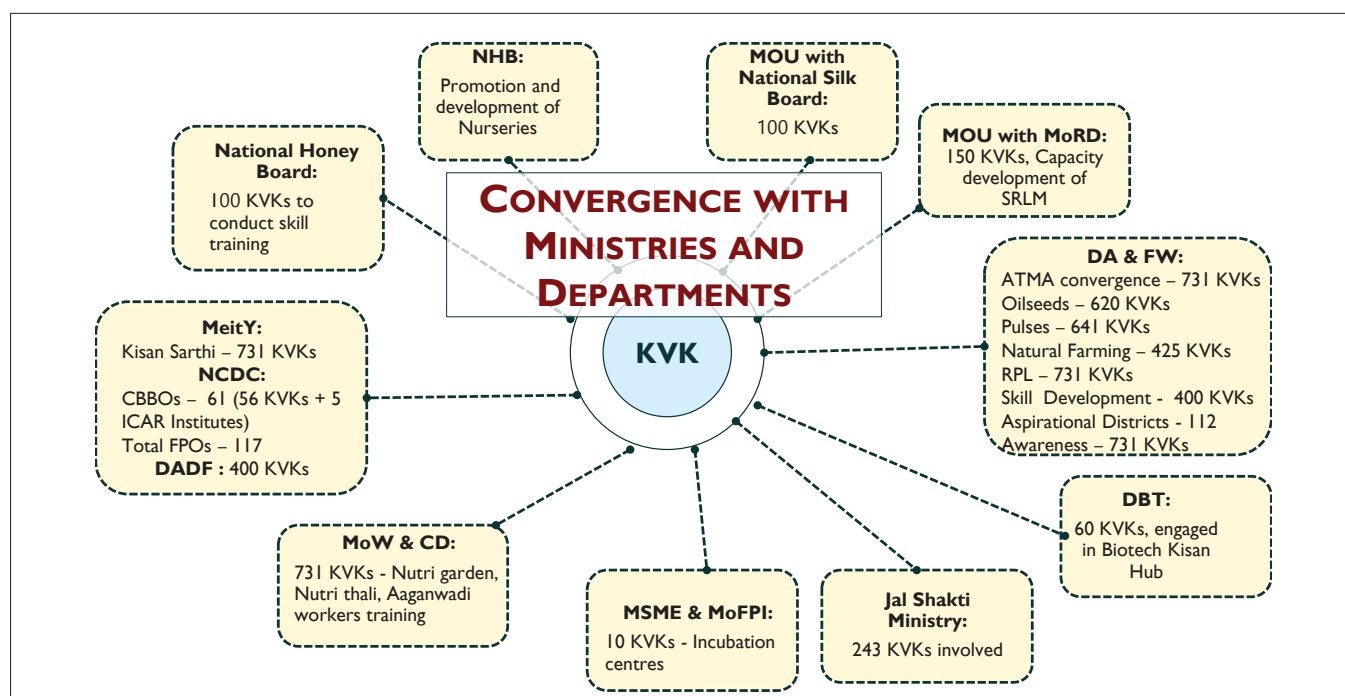 NHB:
Promotion and
development of
Nurseries
MOU with
National Silk
Board:
100 KVKs
National Honey
Board:
100 KVKs to
conduct skill
training
MOU with MoRD:
150 KVKs, Capacity
development of
SRLM
CONVERGENCE WITH
MINISTRIES AND
DEPARTMENTS
KVK
DA & FW:
ATMA convergence – 731 KVKs
Oilseeds – 620 KVKs
Pulses – 641 KVKs
Natural Farming – 425 KVKs
RPL – 731 KVKs
Skill Development - 400 KVKs
Aspirational Districts - 112
Awareness – 731 KVKs
MeitY:
Kisan Sarthi – 731 KVKs
NCDC:
CBBOs – 61 (56 KVKs + 5
ICAR Institutes)
Total FPOs – 117
DADF : 400 KVKs
DBT:
60 KVKs, engaged
in Biotech Kisan
Hub
MoW & CD:
731 KVKs - Nutri garden,
Nutri thali, Aaganwadi
workers training
MSME & MoFPI:
10 KVKs - Incubation
centres
Jal Shakti
Ministry:
243 KVKs involved